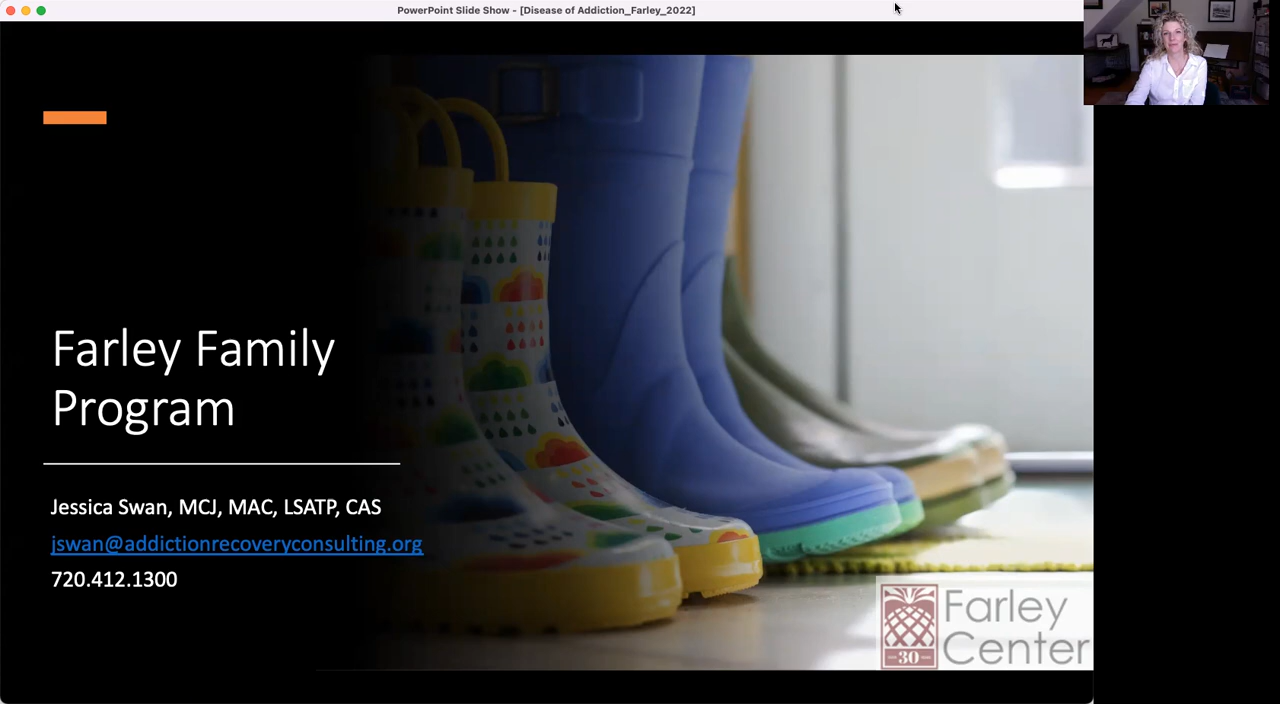 PowerPoint Slide Show - [Disease of Addiction_Farley_2022]
Farley Family
Program
Jessica Swan, MCJ, MAC, LSATP, CAS
jswan@addictionrecoveryconsulting.org
720.412.1300
Farley
Center
30